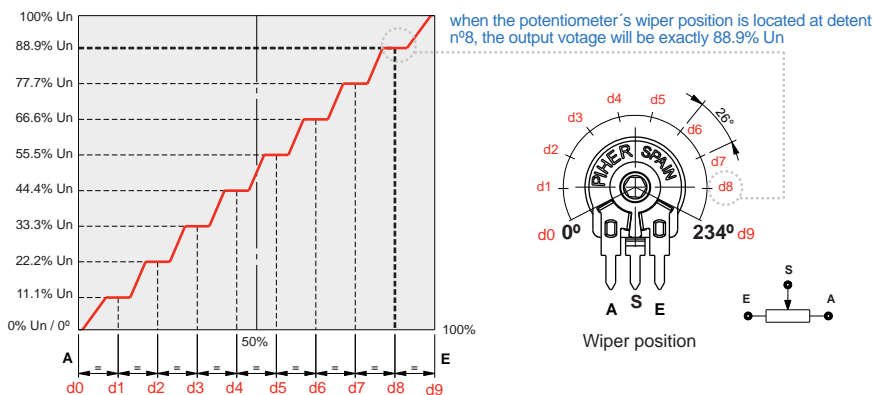 when the potentiometer´s wiper position is located at detent
nº8, the output votage will be exactly 88.9% Un
100% Un
88.9% Un
77.7% Un
66.6% Un
55.5% Un
44.4% Un
33.3% Un
22.2% Un
11.1% Un
0% Un / 0º
50%
100%
A
E
= = = = = = = = =
d0 d1 d2 d3 d4 d5 d6 d7 d8 d9
d0 0º
d1
d2
d3
d4
d5
d6
26°
d7
d8
234º d9
PIHER SPAIN
A S E
Wiper position
S
E A